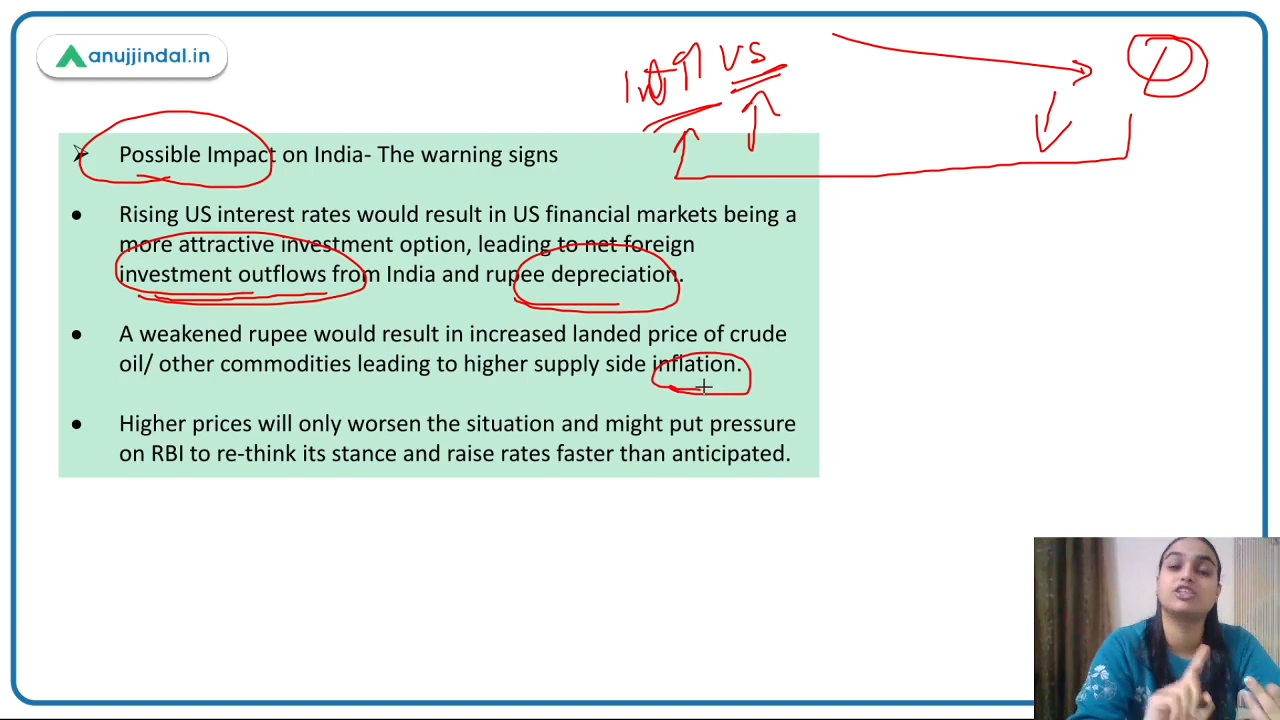 anujjindal.in
Int US
➢ Possible Impact on India- The warning signs
• Rising US interest rates would result in US financial markets being a
more attractive investment option, leading to net foreign
investment outflows from India and rupee depreciation.
• A weakened rupee would result in increased landed price of crude
oil/ other commodities leading to higher supply side inflation.
• Higher prices will only worsen the situation and might put pressure
on RBI to re-think its stance and raise rates faster than anticipated.